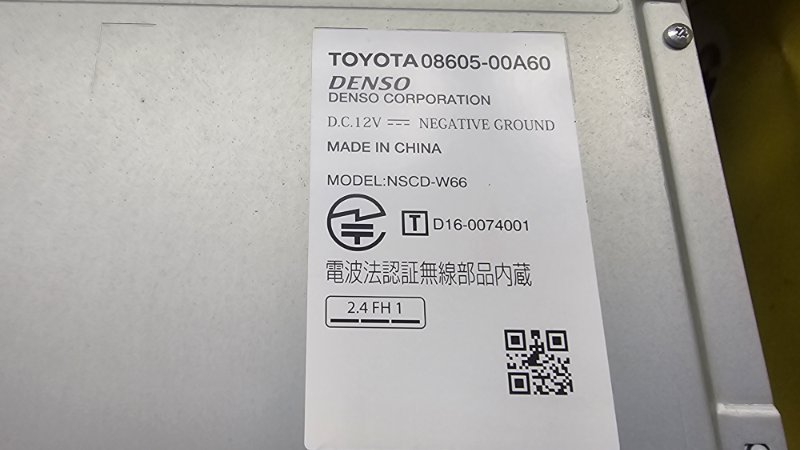 TOYOTA 08605-00A60
DENSO
DENSO CORPORATION
D.C.12V ⎓ NEGATIVE GROUND
MADE IN CHINA
MODEL:NSCD-W66
T D16-0074001
電波法認証無線部品内蔵
2.4 FH 1